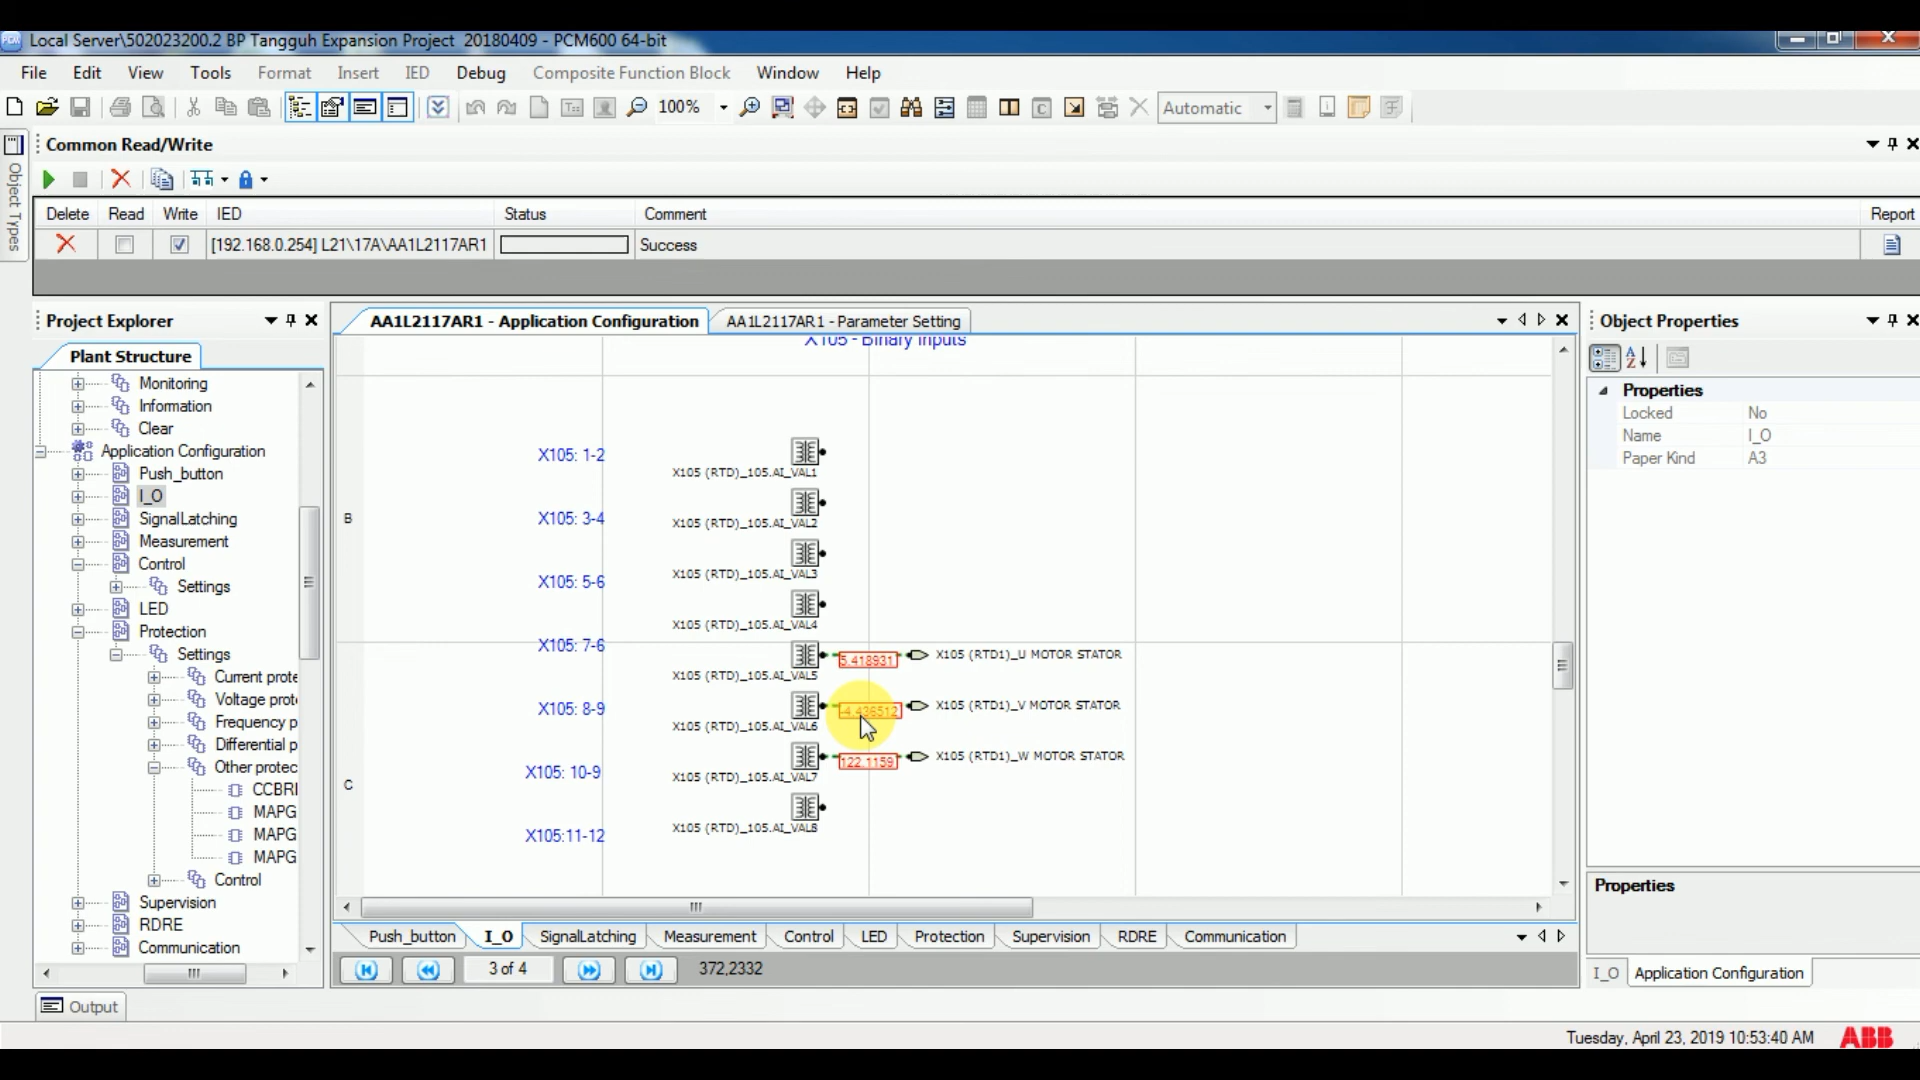 Local Server\502023200.2 BP Tangguh Expansion Project 20180409 - PCM600 64-bit
File Edit View Tools Format Insert IED Debug Composite Function Block Window Help
100% Automatic
Object Types
Common Read/Write
Delete Read Write IED Status Comment Report
[192.168.0.254] L21\17A\AA1L2117AR1 Success
Project Explorer
Plant Structure
Monitoring
Information
Clear
Application Configuration
Push_button
I_O
SignalLatching
Measurement
Control
Settings
LED
Protection
Settings
Current prote
Voltage prot
Frequency p
Differential p
Other protec
CCBRI
MAPG
MAPG
MAPG
Control
Supervision
RDRE
Communication
AA1L2117AR1 - Application Configuration AA1L2117AR1 - Parameter Setting
X105 - Binary Inputs
B
C
X105: 1-2
X105 (RTD)_105.AI_VAL1
X105: 3-4
X105 (RTD)_105.AI_VAL2
X105: 5-6
X105 (RTD)_105.AI_VAL3
X105: 7-6
X105 (RTD)_105.AI_VAL4
5.418931 X105 (RTD1)_U MOTOR STATOR
X105 (RTD)_105.AI_VAL5
X105: 8-9
-4.436512 X105 (RTD1)_V MOTOR STATOR
X105 (RTD)_105.AI_VAL6
X105: 10-9
122.1159 X105 (RTD1)_W MOTOR STATOR
X105 (RTD)_105.AI_VAL7
X105:11-12
X105 (RTD)_105.AI_VAL8
Push_button I_O SignalLatching Measurement Control LED Protection Supervision RDRE Communication
3 of 4 372,2332
Object Properties
Properties
Locked No
Name I_O
Paper Kind A3
Properties
I_O Application Configuration
Output
Tuesday, April 23, 2019 10:53:40 AM ABB